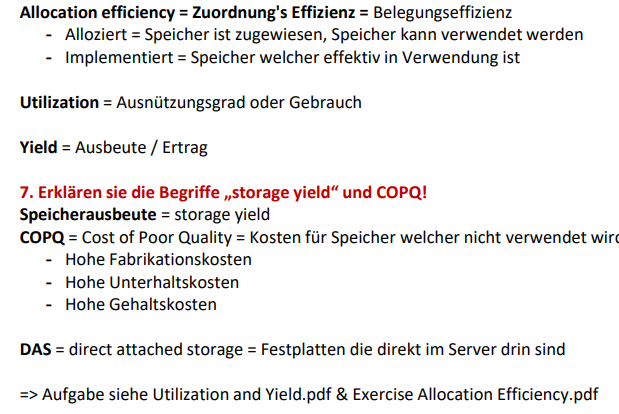 Allocation efficiency = Zuordnung's Effizienz = Belegungseffizienz
- Alloziert = Speicher ist zugewiesen, Speicher kann verwendet werden
- Implementiert = Speicher welcher effektiv in Verwendung ist
Utilization = Ausnützungsgrad oder Gebrauch
Yield = Ausbeute / Ertrag
7. Erklären sie die Begriffe „storage yield“ und COPQ!
Speicherausbeute = storage yield
COPQ = Cost of Poor Quality = Kosten für Speicher welcher nicht verwendet
- Hohe Fabrikationskosten
- Hohe Unterhaltskosten
- Hohe Gehaltskosten
DAS = direct attached storage = Festplatten die direkt im Server drin sind
=> Aufgabe siehe Utilization and Yield.pdf & Exercise Allocation Efficiency.pdf